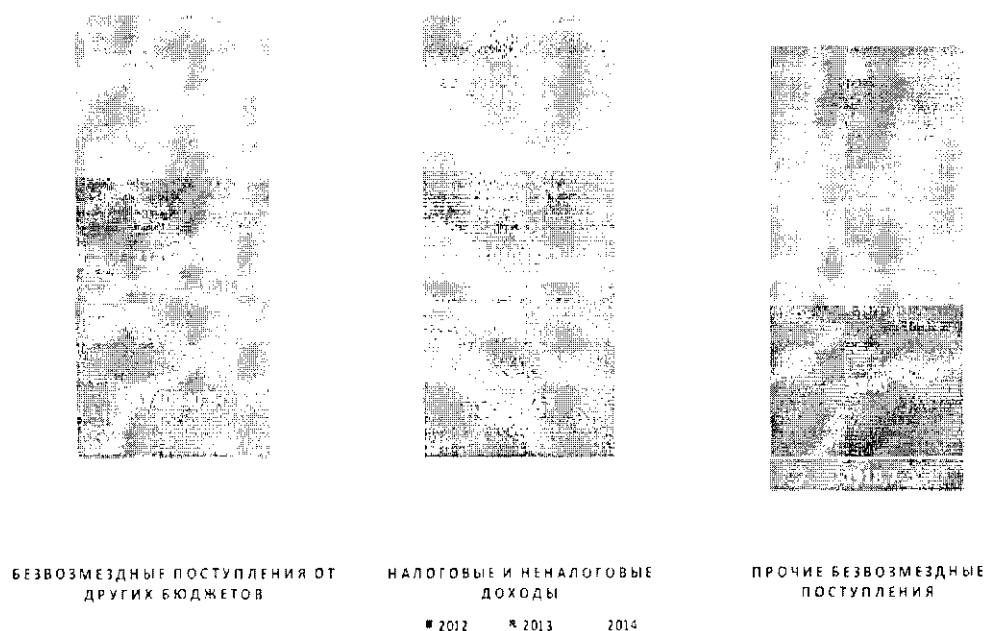 БЕЗВОЗМЕЗДНЫЕ ПОСТУПЛЕНИЯ ОТ
ДРУГИХ БЮДЖЕТОВ
НАЛОГОВЫЕ И НЕНАЛОГОВЫЕ
ДОХОДЫ
ПРОЧИЕ БЕЗВОЗМЕЗДНЫЕ
ПОСТУПЛЕНИЯ
2012 2013 2014